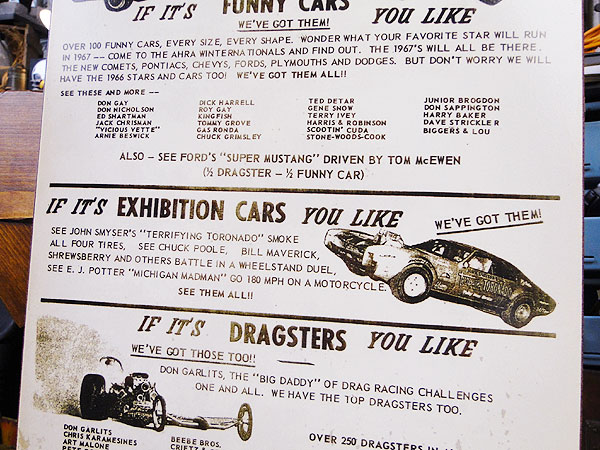 FUNNY CARS
IF IT'S WE'VE GOT THEM! YOU LIKE
OVER 100 FUNNY CARS, EVERY SIZE, EVERY SHAPE. WONDER WHAT YOUR FAVORITE STAR WILL RUN
IN 1967 -- COME TO THE AHRA WINTERNATIONALS AND FIND OUT. THE 1967'S WILL ALL BE THERE.
THE NEW COMETS, PONTIACS, CHEVYS, FORDS, PLYMOUTHS AND DODGES. BUT DON'T WORRY WE WILL
HAVE THE 1966 STARS AND CARS TOO! WE'VE GOT THEM ALL!!
SEE THESE AND MORE --
DON GAY
DON NICHOLSON
ED SHARTMAN
JACK CHRISMAN
"VICIOUS VETTE"
ARNIE BESWICK
DICK HARRELL
ROY GAY
KINGFISH
TOMMY GROVE
GAS RONDA
CHUCK GRIMSLEY
TED DETAR
GENE SNOW
TERRY IVEY
HARRIS & ROBINSON
SCOOTIN' CUDA
STONE-WOODS-COOK
JUNIOR BROGDON
DON SAPPINGTON
HARRY BAKER
DAVE STRICKLER
BIGGERS & LOU
ALSO - SEE FORD'S "SUPER MUSTANG" DRIVEN BY TOM McEWEN
(½ DRAGSTER - ½ FUNNY CAR)
IF IT'S EXHIBITION CARS YOU LIKE
WE'VE GOT THEM!
SEE JOHN SMYSER'S "TERRIFYING TORONADO" SMOKE
ALL FOUR TIRES, SEE CHUCK POOLE, BILL MAVERICK,
SHREWSBERRY AND OTHERS BATTLE IN A WHEELSTAND DUEL,
SEE E. J. POTTER "MICHIGAN MADMAN" GO 180 MPH ON A MOTORCYCLE.
SEE THEM ALL!!
IF IT'S DRAGSTERS YOU LIKE
WE'VE GOT THOSE TOO!!
DON GARLITS, THE "BIG DADDY" OF DRAG RACING CHALLENGES
ONE AND ALL. WE HAVE THE TOP DRAGSTERS TOO.
DON GARLITS
CHRIS KARAMESINES
ART MALONE
BEEBE BROS.
OVER 250 DRAGSTERS IN